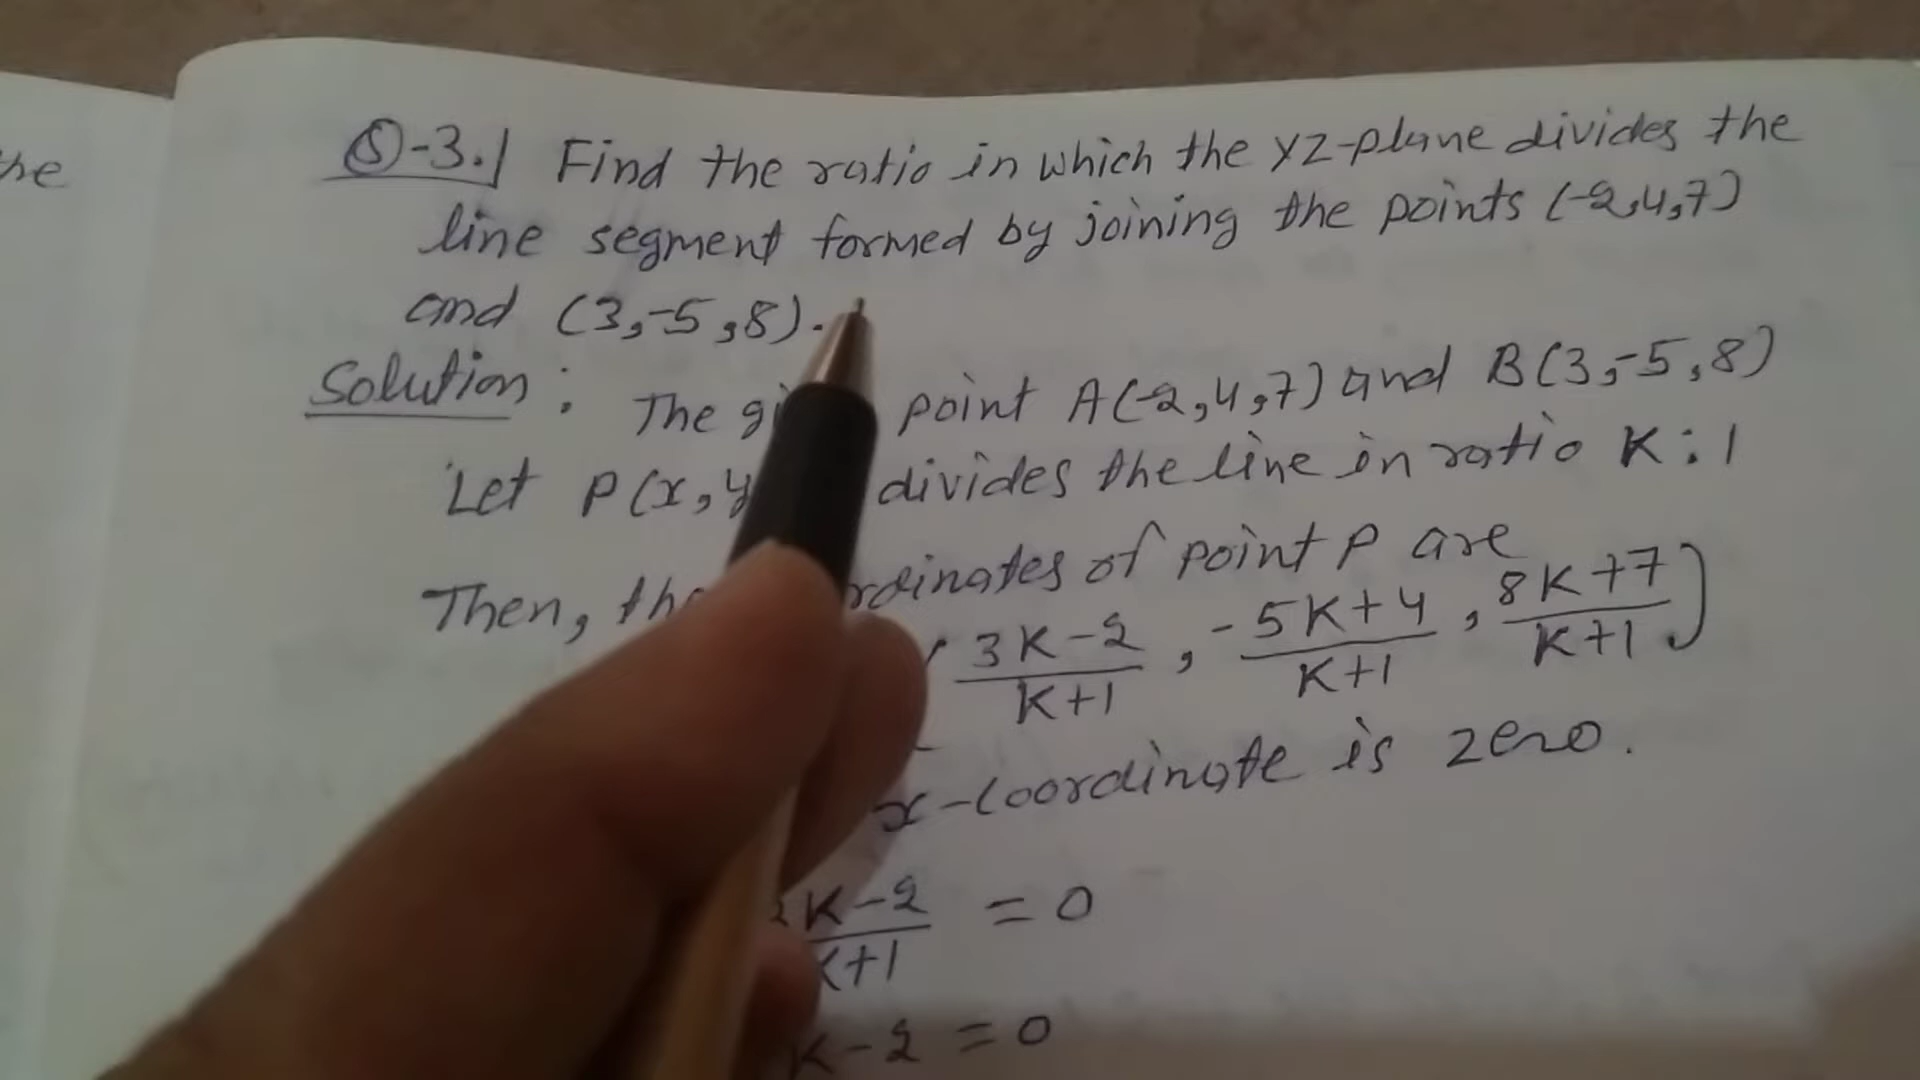 he
Q-3. Find the ratio in which the YZ-plane divides the
line segment formed by joining the points (-2,4,7)
and (3,-5,8).
Solution: The point A(-2,4,7) and B(3,-5,8)
Let P(x,y divides the line in ratio K:1
Then, of point P are
3K-2/K+1, -5K+4/K+1, 8K+7/K+1)
x-coordinate is zero.
K-2/K+1 = 0
K-2 = 0